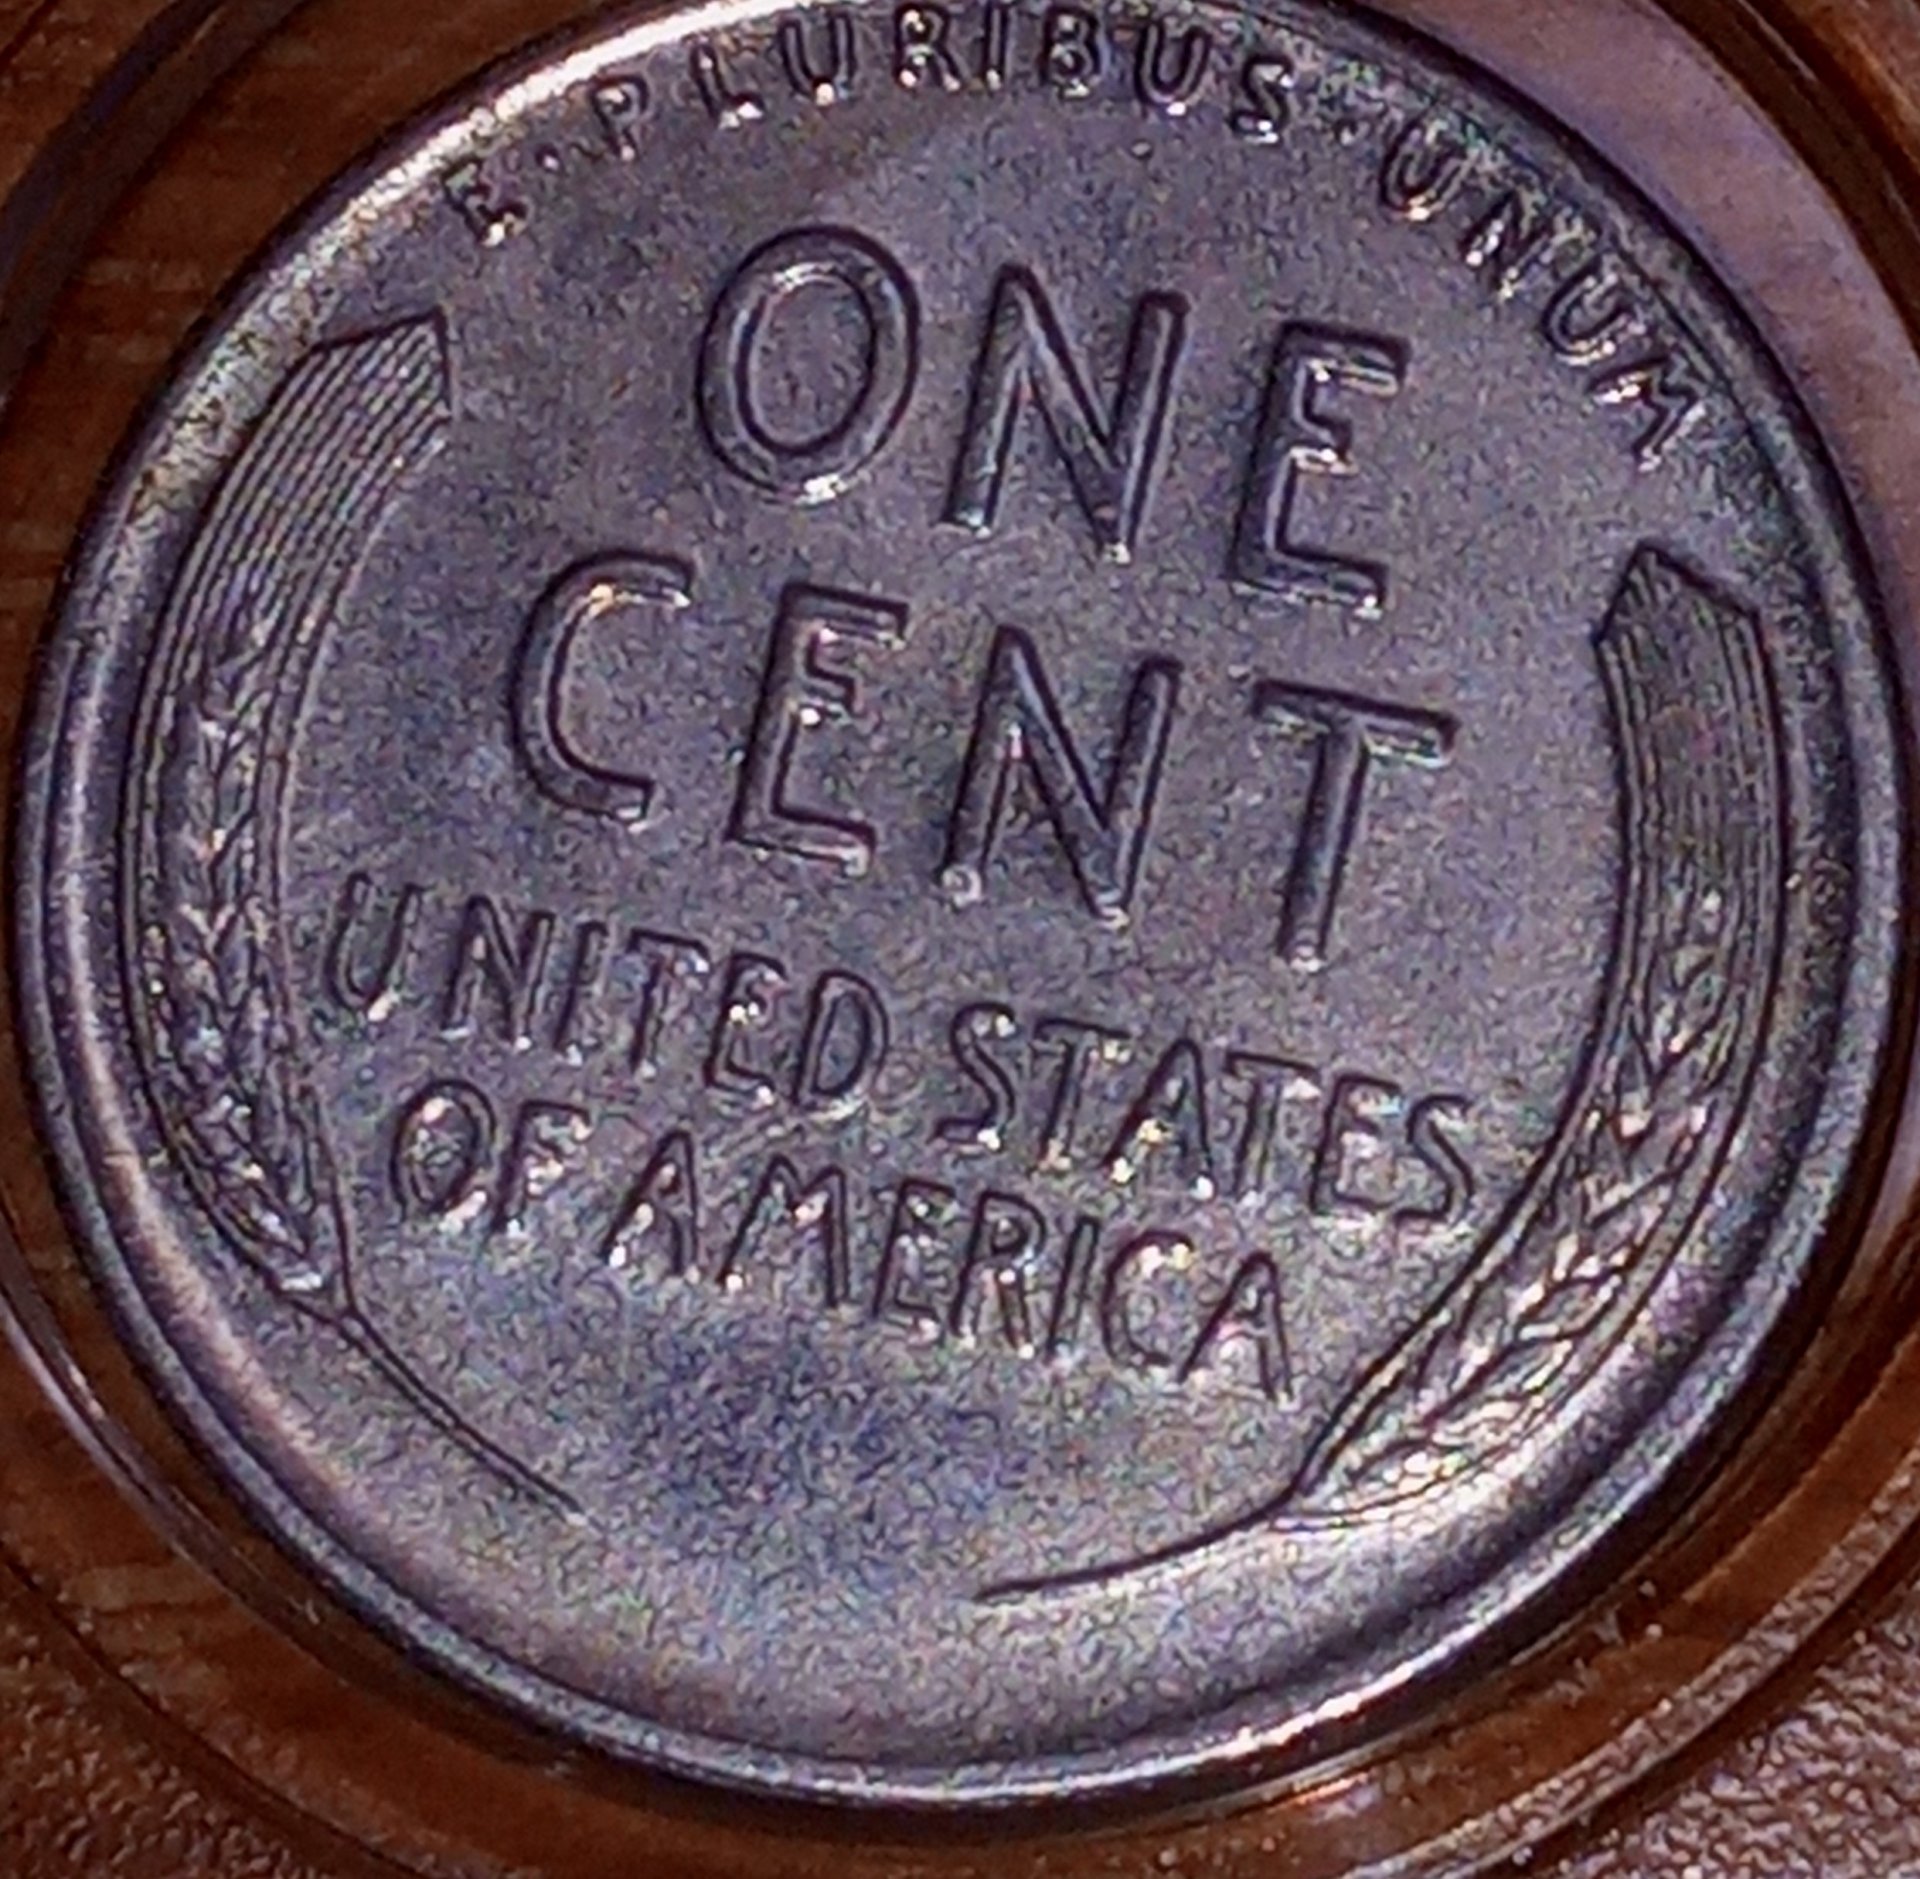 E·PLURIBUS·UNUM
ONE
CENT
UNITED STATES
OF AMERICA